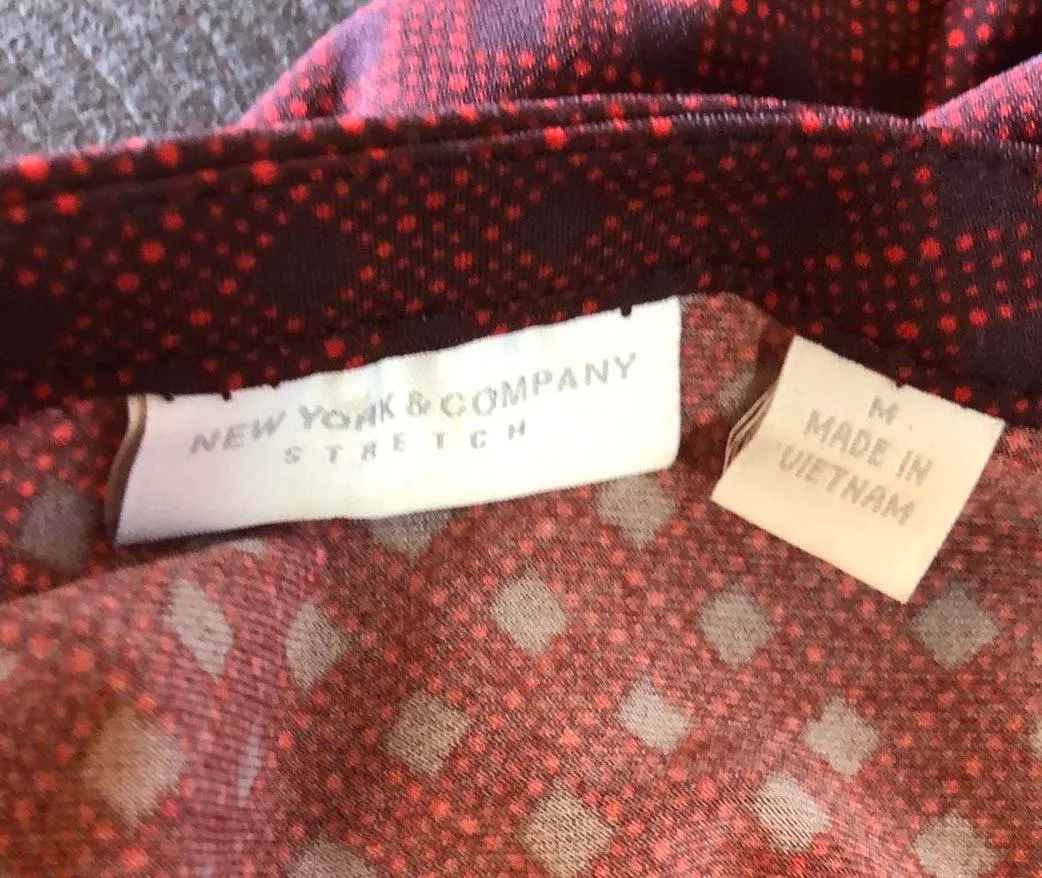 NEW YORK & COMPANY
STRETCH
M
MADE IN
VIETNAM